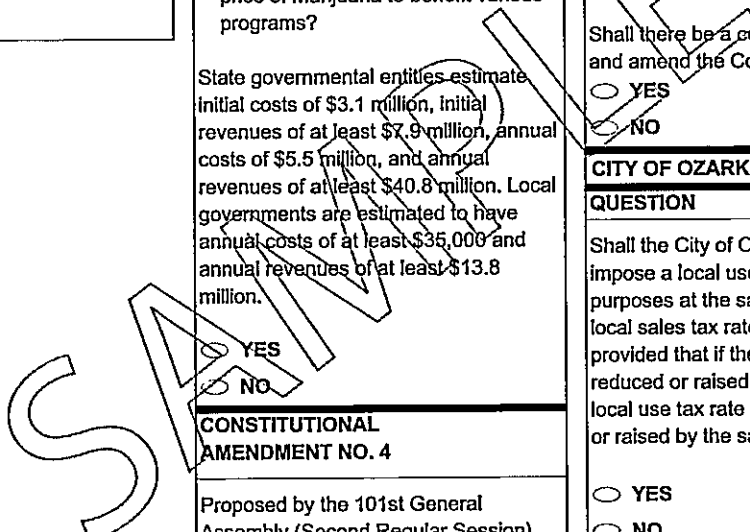 price of marijuana to benefit various
programs?
State governmental entities estimate
initial costs of $3.1 million, initial
revenues of at least $7.9 million, annual
costs of $5.5 million, and annual
revenues of at least $40.8 million. Local
governments are estimated to have
annual costs of at least $35,000 and
annual revenues of at least $13.8
million.
YES
NO
CONSTITUTIONAL
AMENDMENT NO. 4
Proposed by the 101st General
Assembly (Second Regular Session)
Shall there be a
and amend the
YES
NO
CITY OF OZARK
QUESTION
Shall the City of
impose a local use
purposes at the
local sales tax
provided that if the
reduced or raised
local use tax rate
or raised by the
YES
NO
SAMPLE